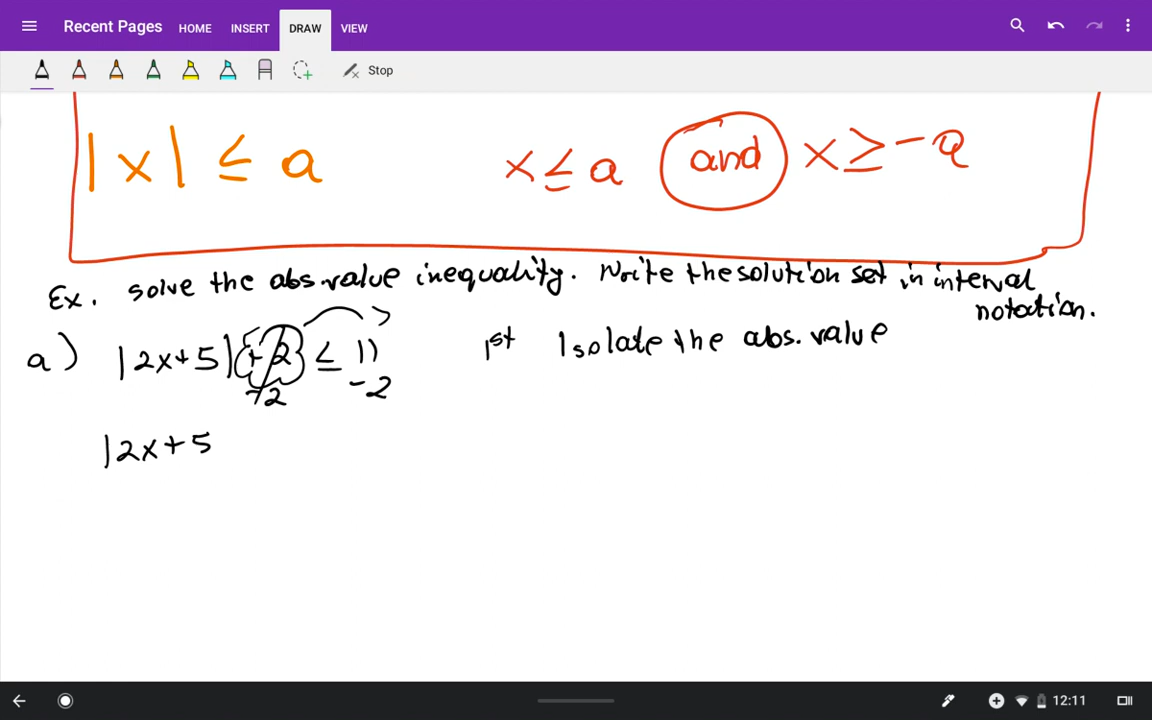 Recent Pages HOME INSERT DRAW VIEW
Stop
|x| ≤ a x ≤ a and x ≥ -a
Ex. solve the abs.value inequality. Write the solution set in interval
notation.
a) |2x+5| + 2 ≤ 11 1st Isolate the abs. value
-2 -2
|2x+5
12:11